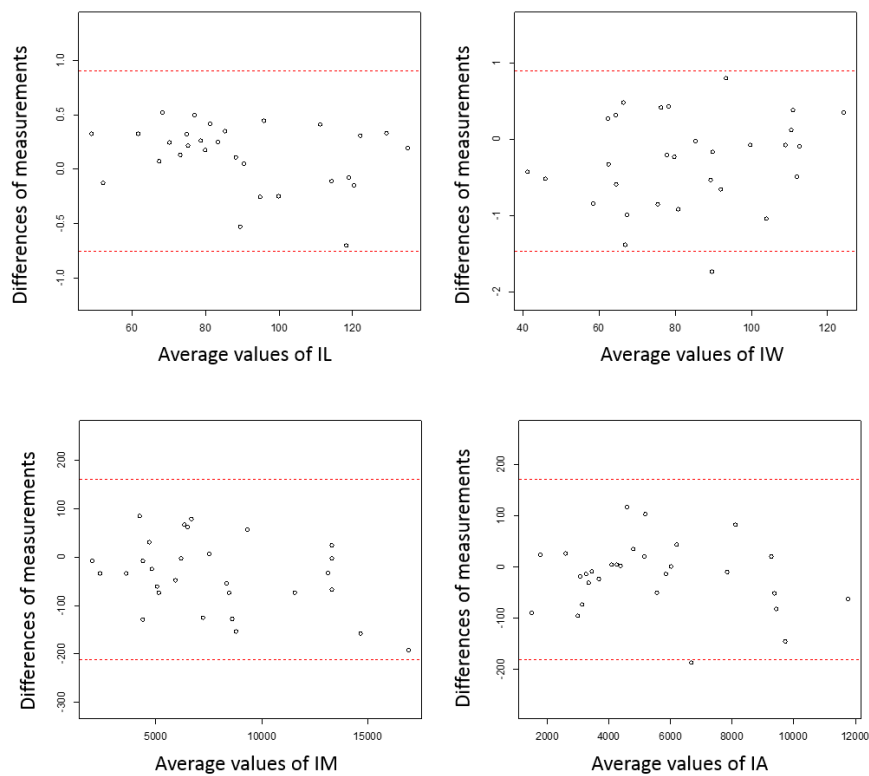 Differences of measurements
1.0
0.5
0.0
-0.5
-1.0
60 80 100 120
Average values of IL
Differences of measurements
1
0
-1
-2
40 60 80 100 120
Average values of IW
Differences of measurements
200
100
0
-100
-200
-300
5000 10000 15000
Average values of IM
Differences of measurements
200
100
0
-100
-200
2000 4000 6000 8000 10000 12000
Average values of IA